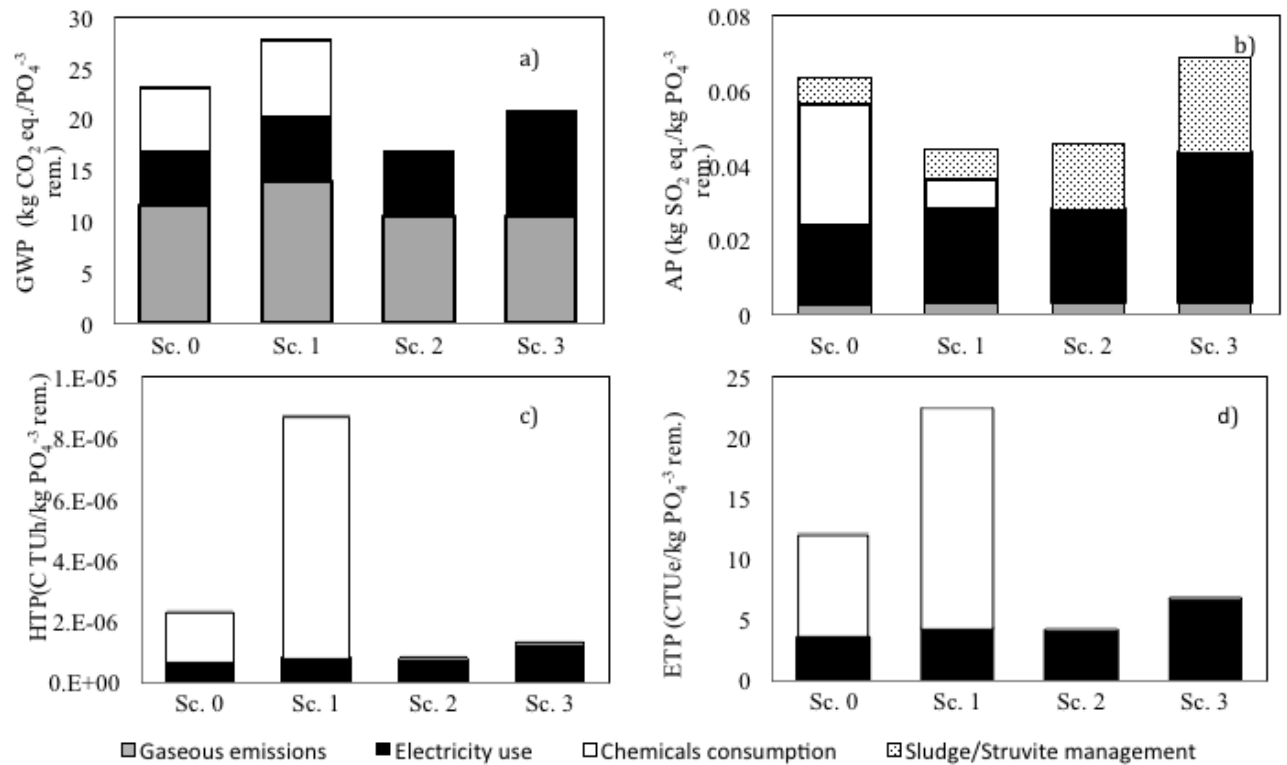 GWP (kg CO₂ eq./PO₄⁻³
rem.)
30
25
20
15
10
5
0
a)
Sc. 0 Sc. 1 Sc. 2 Sc. 3
AP (kg SO₂ eq./kg PO₄⁻³
rem.)
0.08
0.06
0.04
0.02
0
b)
Sc. 0 Sc. 1 Sc. 2 Sc. 3
HTP(C TUh/kg PO₄⁻³ rem.)
1.E-05
8.E-06
6.E-06
4.E-06
2.E-06
0.E+00
c)
Sc. 0 Sc. 1 Sc. 2 Sc. 3
ETP (CTUe/kg PO₄⁻³ rem.)
25
20
15
10
5
0
d)
Sc. 0 Sc. 1 Sc. 2 Sc. 3
Gaseous emissions Electricity use Chemicals consumption Sludge/Struvite management